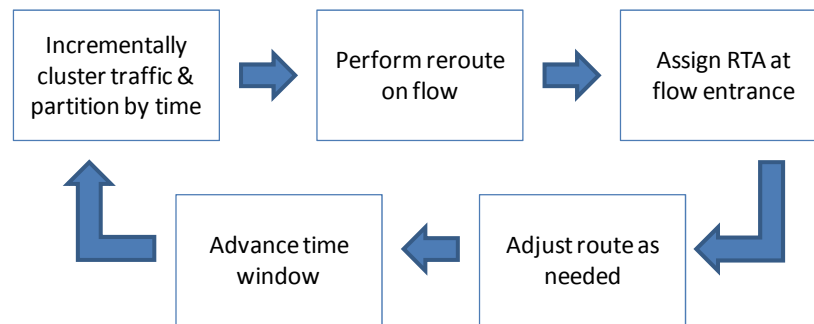 Incrementally
cluster traffic &
partition by time
Perform reroute
on flow
Assign RTA at
flow entrance
Adjust route as
needed
Advance time
window